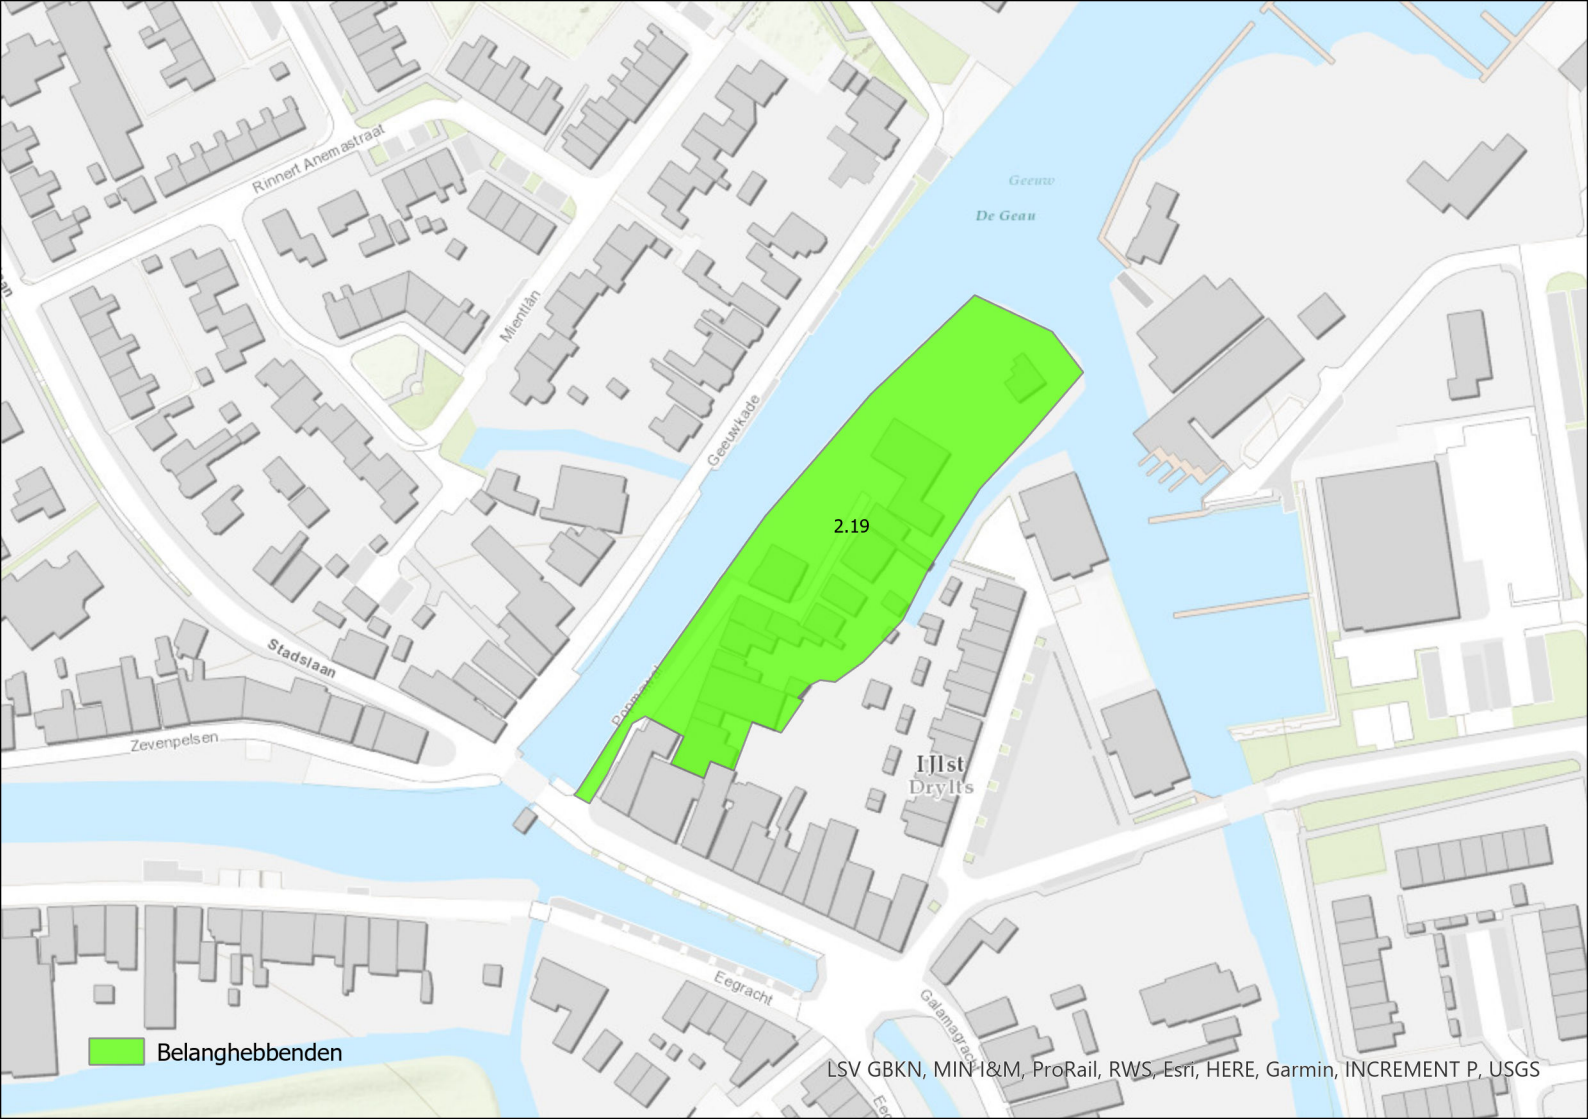 Rinnert Anemastraat
Geeuw
De Geau
Mientlân
Geeuwkade
2.19
Stadslaan
Zevenpelsen
IJlst
Drylts
Eegracht
Galamagracht
Belanghebbenden
LSV GBKN, MIN I&M, ProRail, RWS, Esri, HERE, Garmin, INCREMENT P, USGS